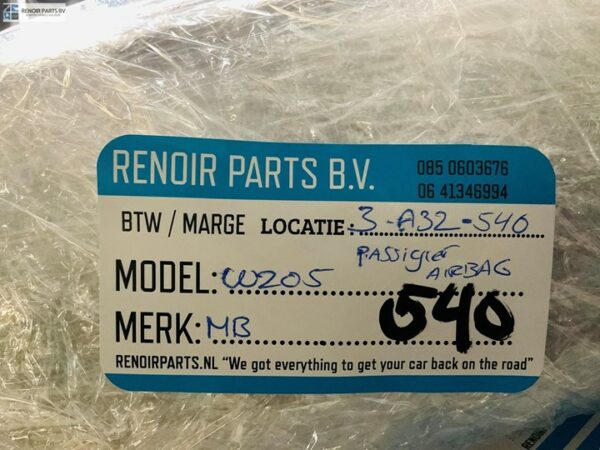 RENOIR PARTS BV
RENOIR PARTS B.V.
085 0603676
06 41346994
BTW / MARGE LOCATIE: 3-A32-540
PASSIGIER
AIRBAG
MODEL: W205
540
MERK: MB
RENOIRPARTS.NL “We got everything to get your car back on the road”